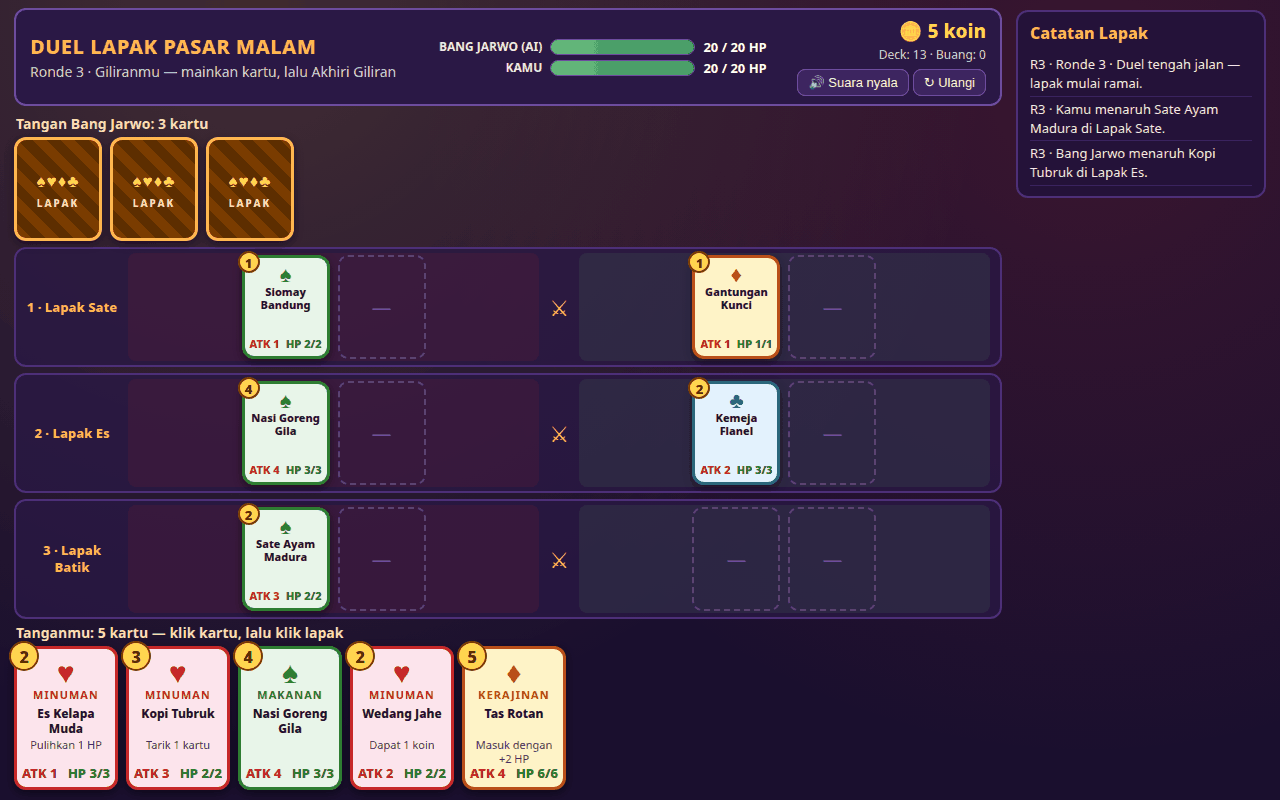 DUEL LAPAK PASAR MALAM
Ronde 3 · Giliranmu — mainkan kartu, lalu Akhiri Giliran
BANG JARWO (AI) 20 / 20 HP
KAMU 20 / 20 HP
🪙 5 koin
Deck: 13 · Buang: 0
🔊 Suara nyala ↻ Ulangi
Catatan Lapak
R3 · Ronde 3 · Duel tengah jalan —
lapak mulai ramai.
R3 · Kamu menaruh Sate Ayam
Madura di Lapak Sate.
R3 · Bang Jarwo menaruh Kopi
Tubruk di Lapak Es.
Tangan Bang Jarwo: 3 kartu
♠♥♦♣ ♠♥♦♣ ♠♥♦♣
LAPAK LAPAK LAPAK
1 · Lapak Sate
1
♠
Siomay
Bandung
ATK 1 HP 2/2
—
⚔
1
♦
Gantungan
Kunci
ATK 1 HP 1/1
—
2 · Lapak Es
4
♠
Nasi Goreng
Gila
ATK 4 HP 3/3
—
⚔
2
♣
Kemeja
Flanel
ATK 2 HP 3/3
—
3 · Lapak
Batik
2
♠
Sate Ayam
Madura
ATK 3 HP 2/2
—
⚔
—
—
Tanganmu: 5 kartu — klik kartu, lalu klik lapak
2
♥
MINUMAN
Es Kelapa
Muda
Pulihkan 1 HP
ATK 1 HP 3/3
3
♥
MINUMAN
Kopi Tubruk
Tarik 1 kartu
ATK 3 HP 2/2
4
♠
MAKANAN
Nasi Goreng
Gila
ATK 4 HP 3/3
2
♥
MINUMAN
Wedang Jahe
Dapat 1 koin
ATK 2 HP 2/2
5
♦
KERAJINAN
Tas Rotan
Masuk dengan
+2 HP
ATK 4 HP 6/6